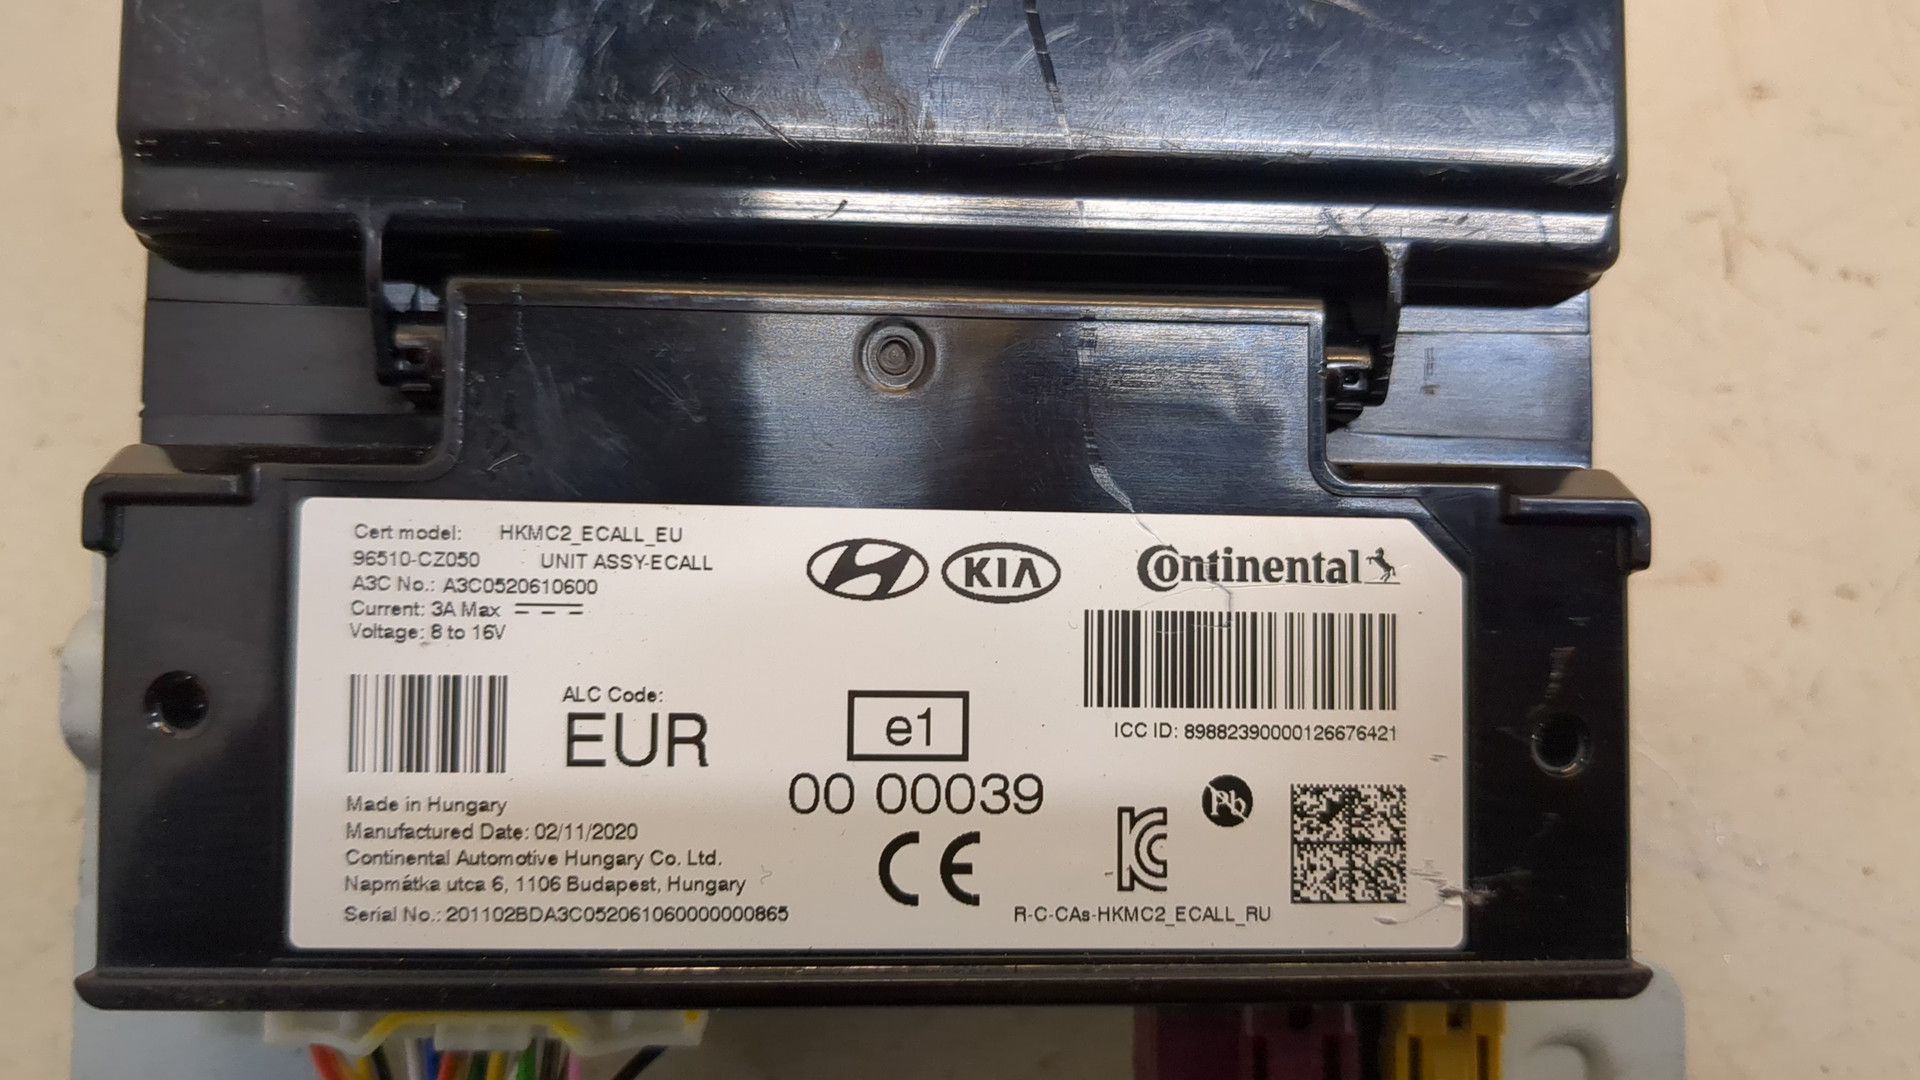 Cert model: HKMC2_ECALL_EU
96510-CZ050 UNIT ASSY-ECALL
A3C No.: A3C0520610600
Current: 3A Max
Voltage: 8 to 16V
KIA
Continental
ICC ID: 89882390000126676421
ALC Code:
EUR
e1
00 00039
CE
Pb
KC
R-C-CAs-HKMC2_ECALL_RU
Made in Hungary
Manufactured Date: 02/11/2020
Continental Automotive Hungary Co. Ltd.
Napmátka utca 6, 1106 Budapest, Hungary
Serial No.: 201102BDA3C052061060000000865